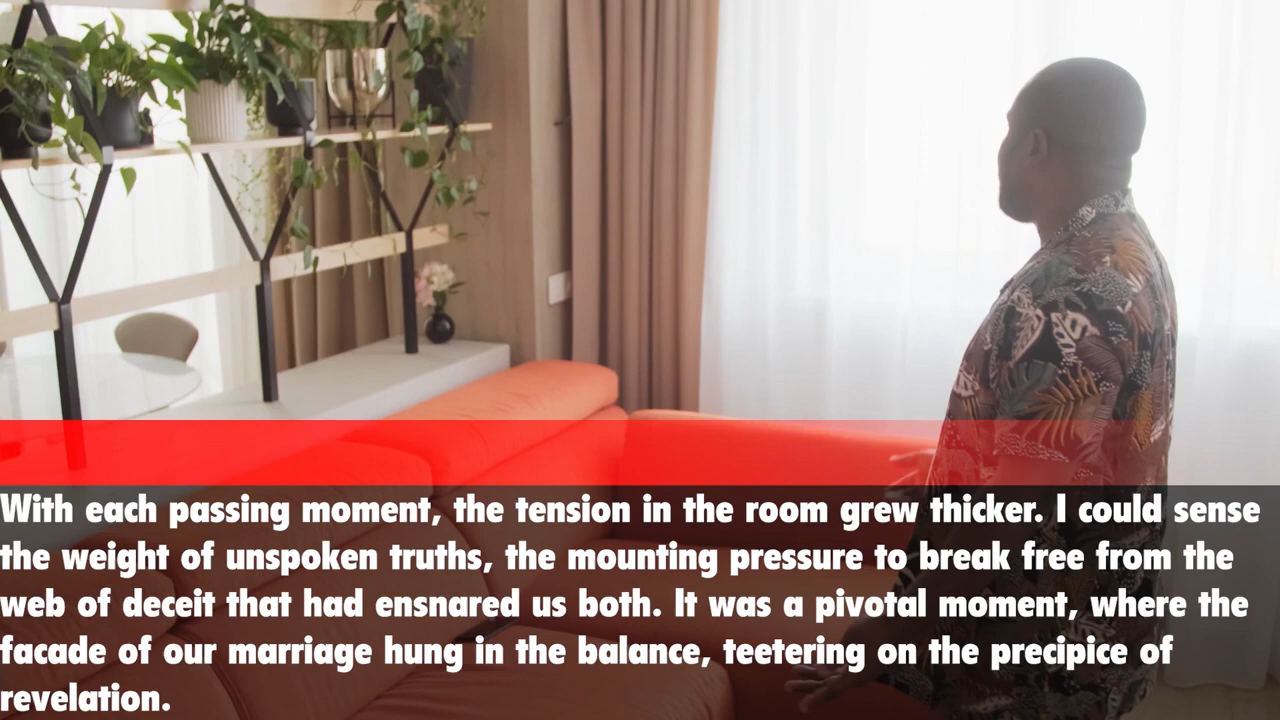 With each passing moment, the tension in the room grew thicker. I could sense
the weight of unspoken truths, the mounting pressure to break free from the
web of deceit that had ensnared us both. It was a pivotal moment, where the
facade of our marriage hung in the balance, teetering on the precipice of
revelation.